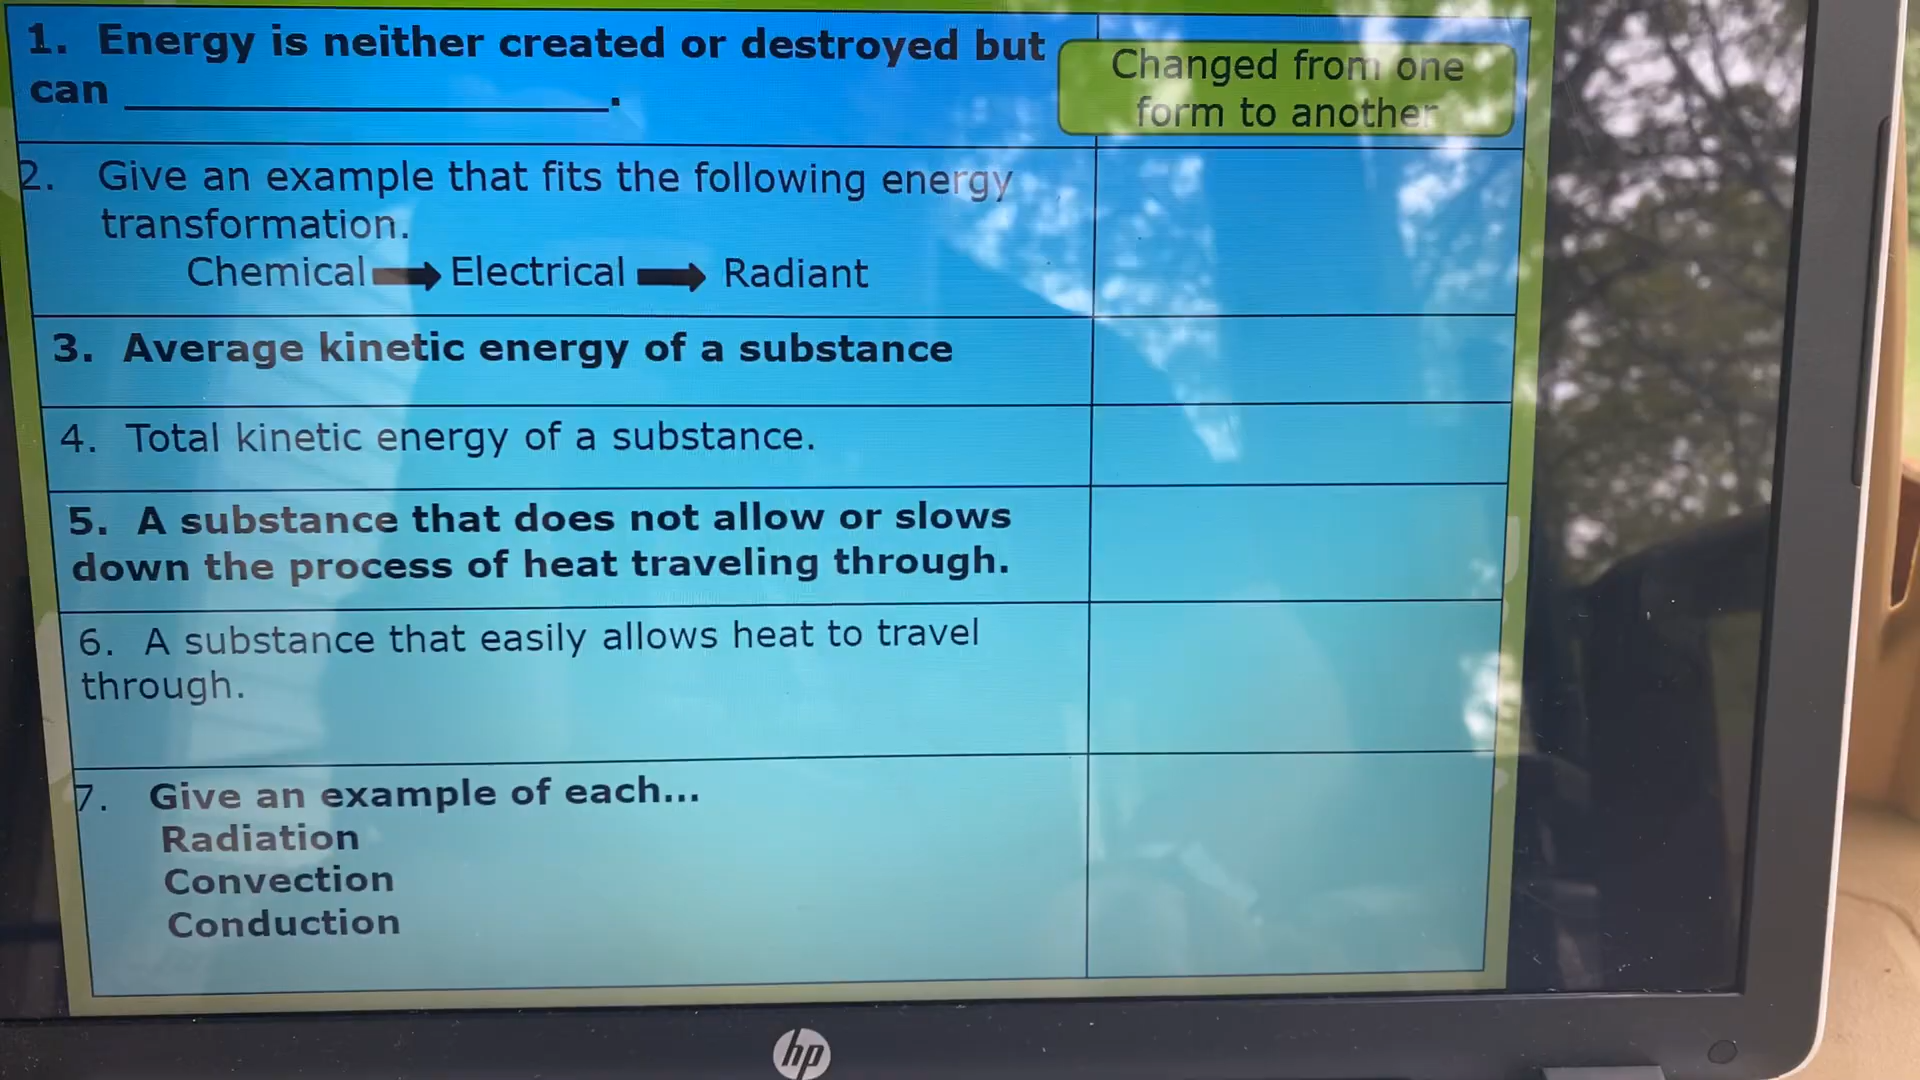 1. Energy is neither created or destroyed but
can ____________________.
Changed from one
form to another
2. Give an example that fits the following energy
transformation.
Chemical → Electrical → Radiant
3. Average kinetic energy of a substance
4. Total kinetic energy of a substance.
5. A substance that does not allow or slows
down the process of heat traveling through.
6. A substance that easily allows heat to travel
through.
7. Give an example of each...
Radiation
Convection
Conduction
hp